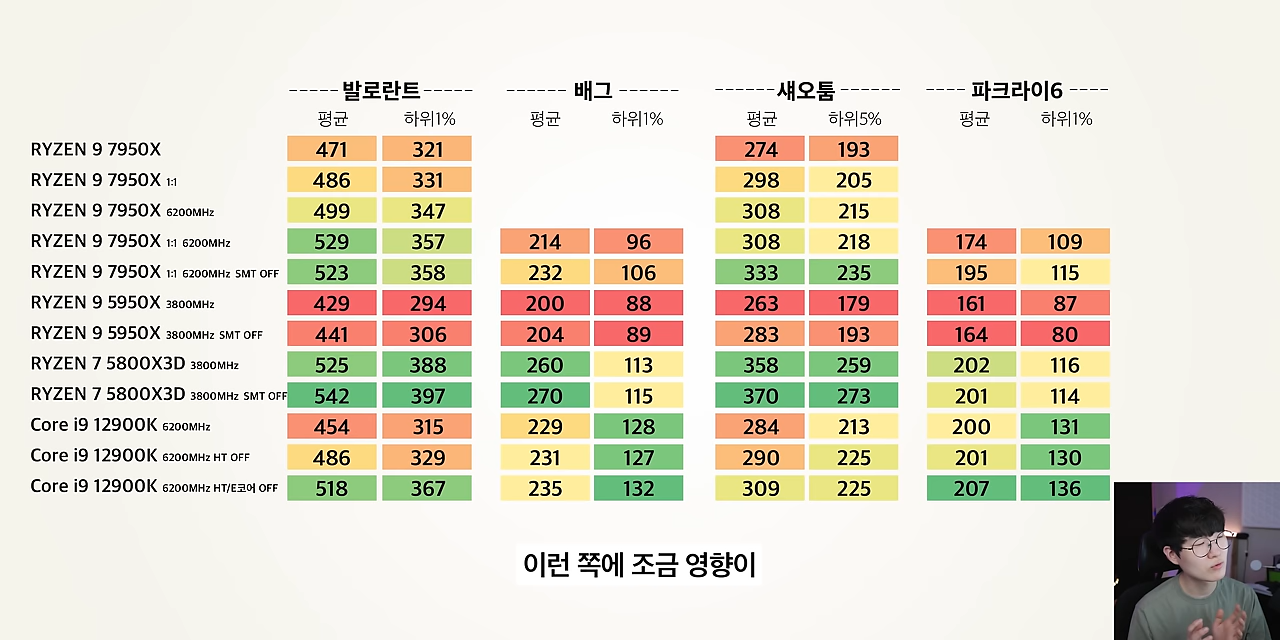 발로란트 배그 섀오툼 파크라이6
평균 하위1% 평균 하위1% 평균 하위5% 평균 하위1%
RYZEN 9 7950X 471 321 274 193
RYZEN 9 7950X 1:1 486 331 298 205
RYZEN 9 7950X 6200MHz 499 347 308 215
RYZEN 9 7950X 1:1 6200MHz 529 357 214 96 308 218 174 109
RYZEN 9 7950X 1:1 6200MHz SMT OFF 523 358 232 106 333 235 195 115
RYZEN 9 5950X 3800MHz 429 294 200 88 263 179 161 87
RYZEN 9 5950X 3800MHz SMT OFF 441 306 204 89 283 193 164 80
RYZEN 7 5800X3D 3800MHz 525 388 260 113 358 259 202 116
RYZEN 7 5800X3D 3800MHz SMT OFF 542 397 270 115 370 273 201 114
Core i9 12900K 6200MHz 454 315 229 128 284 213 200 131
Core i9 12900K 6200MHz HT OFF 486 329 231 127 290 225 201 130
Core i9 12900K 6200MHz HT/E코어 OFF 518 367 235 132 309 225 207 136
이런 쪽에 조금 영향이